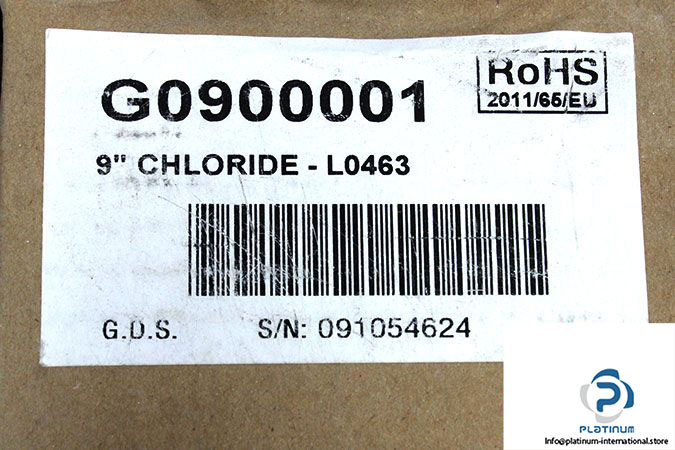 RoHS
2011/65/EU
G0900001
9" CHLORIDE - L0463
G.D.S. S/N: 091054624
PLATINUM
Info@platinum-international.store